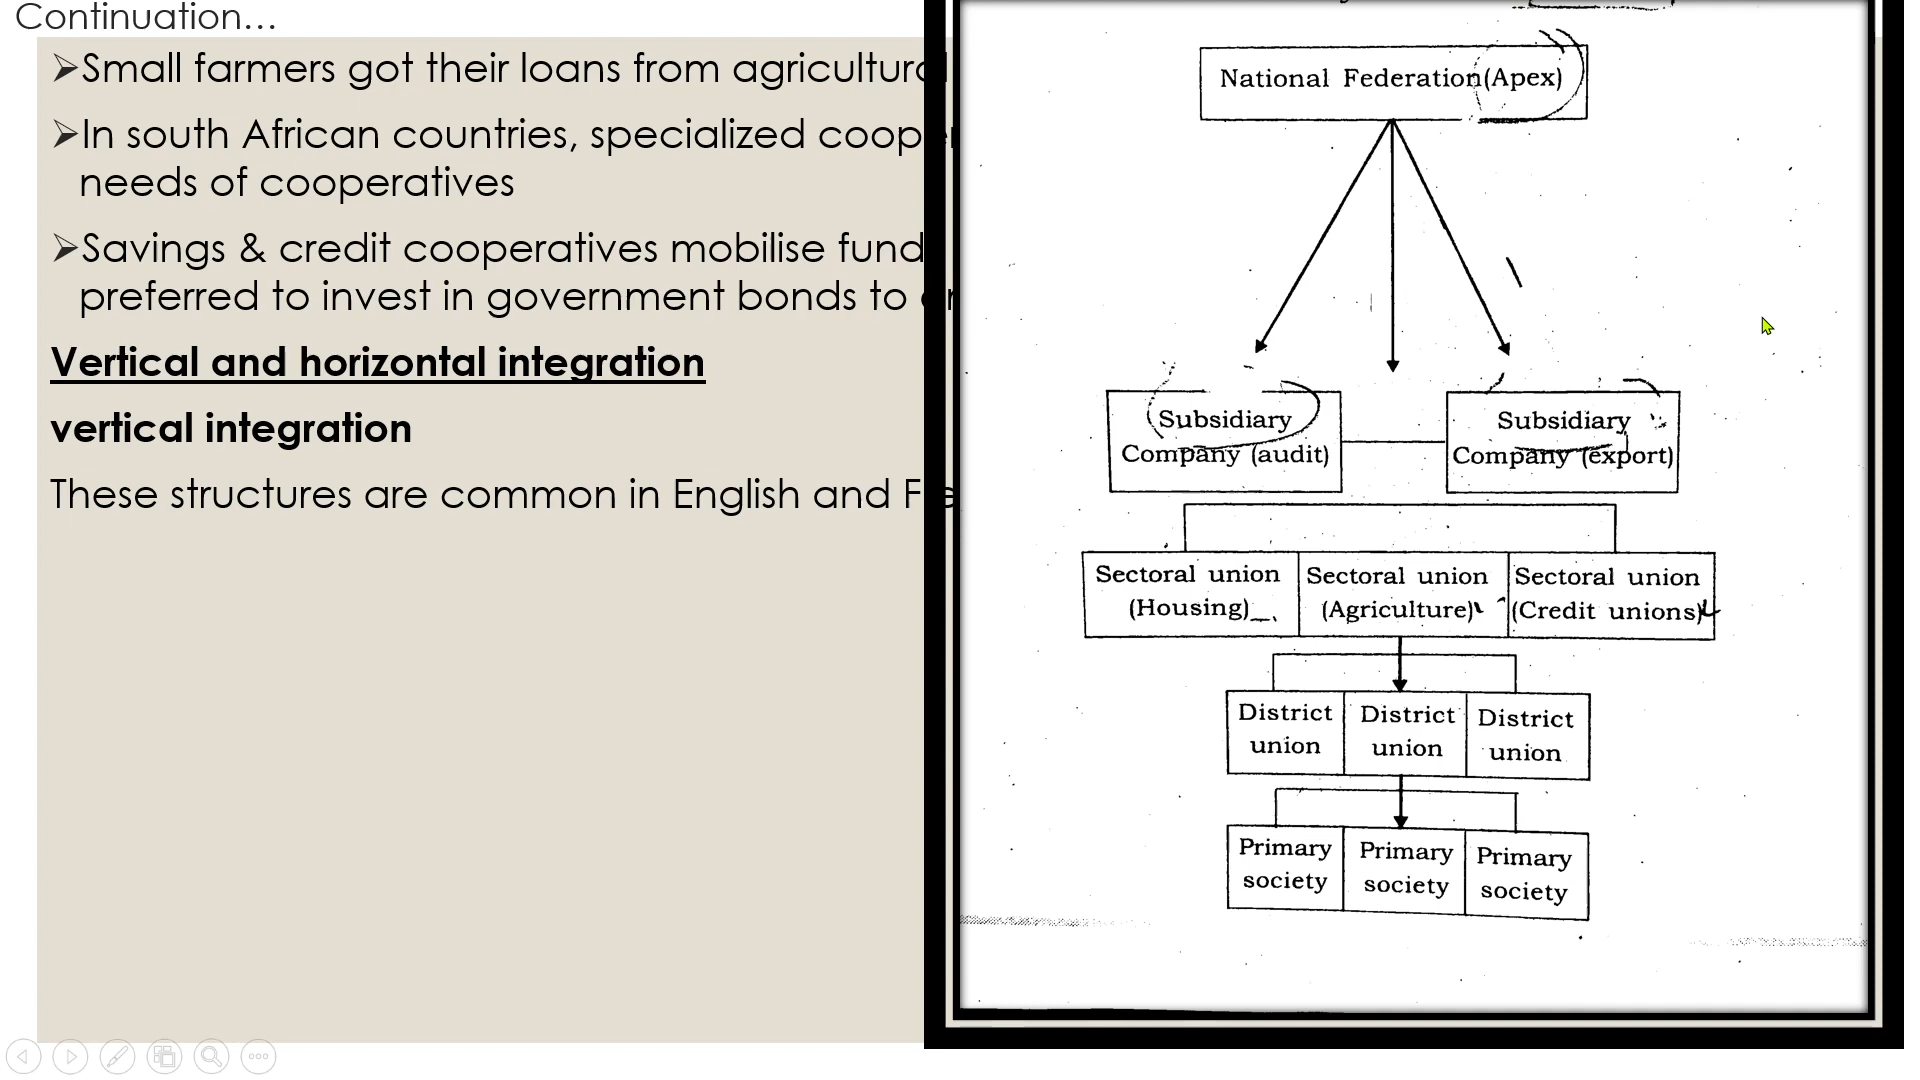 Continuation…
➢Small farmers got their loans from agricultural
➢In south African countries, specialized
needs of cooperatives
➢Savings & credit cooperatives mobilise
preferred to invest in government bonds to
Vertical and horizontal integration
vertical integration
These structures are common in English and
National Federation(Apex)
Subsidiary
Company (audit)
Subsidiary
Company (export)
Sectoral union
(Housing)
Sectoral union
(Agriculture)
Sectoral union
(Credit unions)
District
union
District
union
District
union
Primary
society
Primary
society
Primary
society